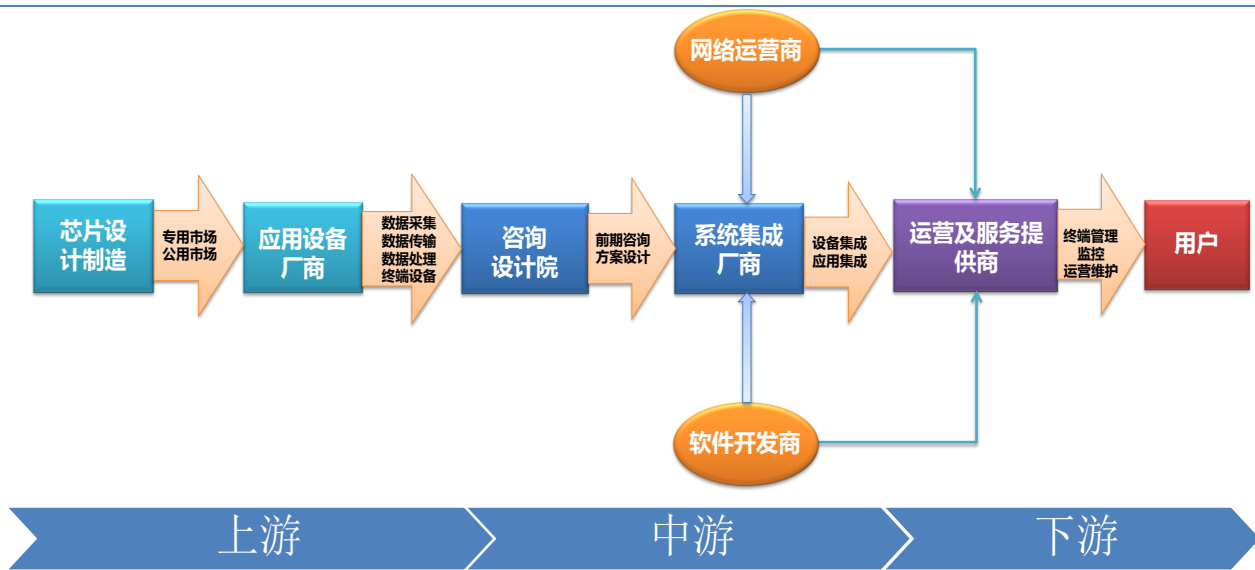 网络运营商
芯片设
计制造
专用市场
公用市场
应用设备
厂商
数据采集
数据传输
数据处理
终端设备
咨询
设计院
前期咨询
方案设计
系统集成
厂商
设备集成
应用集成
运营及服务提
供商
终端管理
监控
运营维护
用户
软件开发商
上游
中游
下游